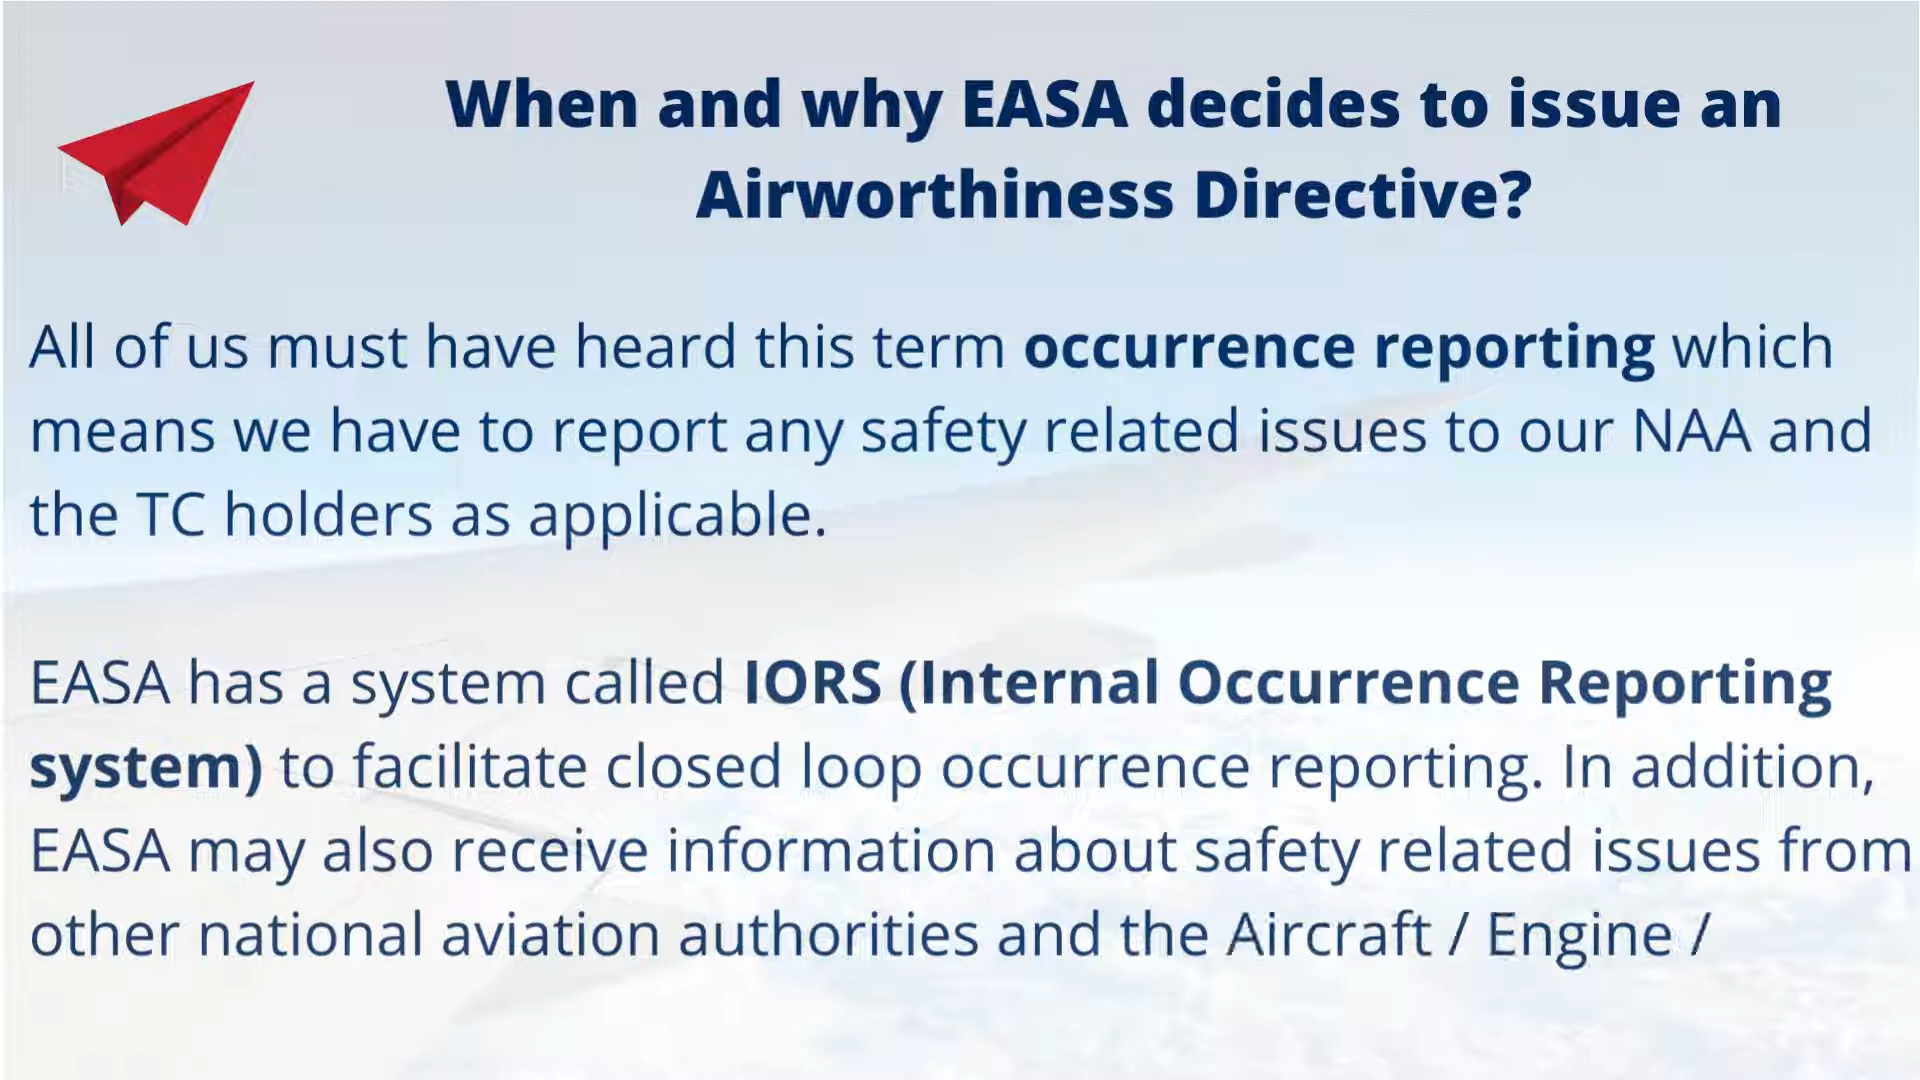 When and why EASA decides to issue an
Airworthiness Directive?
All of us must have heard this term occurrence reporting which
means we have to report any safety related issues to our NAA and
the TC holders as applicable.
EASA has a system called IORS (Internal Occurrence Reporting
system) to facilitate closed loop occurrence reporting. In addition,
EASA may also receive information about safety related issues from
other national aviation authorities and the Aircraft / Engine /